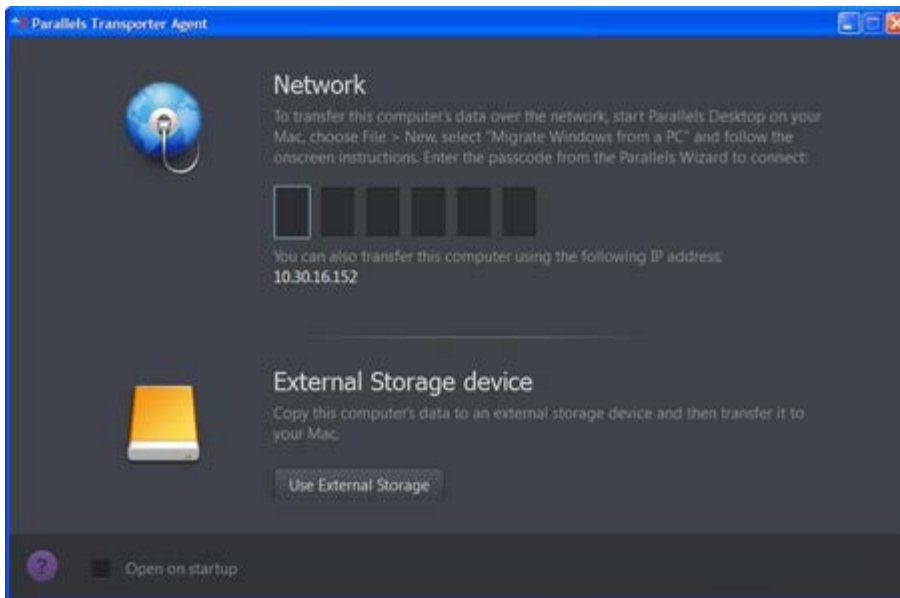 Parallels Transporter Agent
Network
To transfer this computer's data over the network, start Parallels Desktop on your
Mac, choose File > New, select "Migrate Windows from a PC" and follow the
onscreen instructions. Enter the passcode from the Parallels Wizard to connect:
You can also transfer this computer using the following IP address:
10.30.16.152
External Storage device
Copy this computer's data to an external storage device and then transfer it to
your Mac.
Use External Storage
?
Open on startup